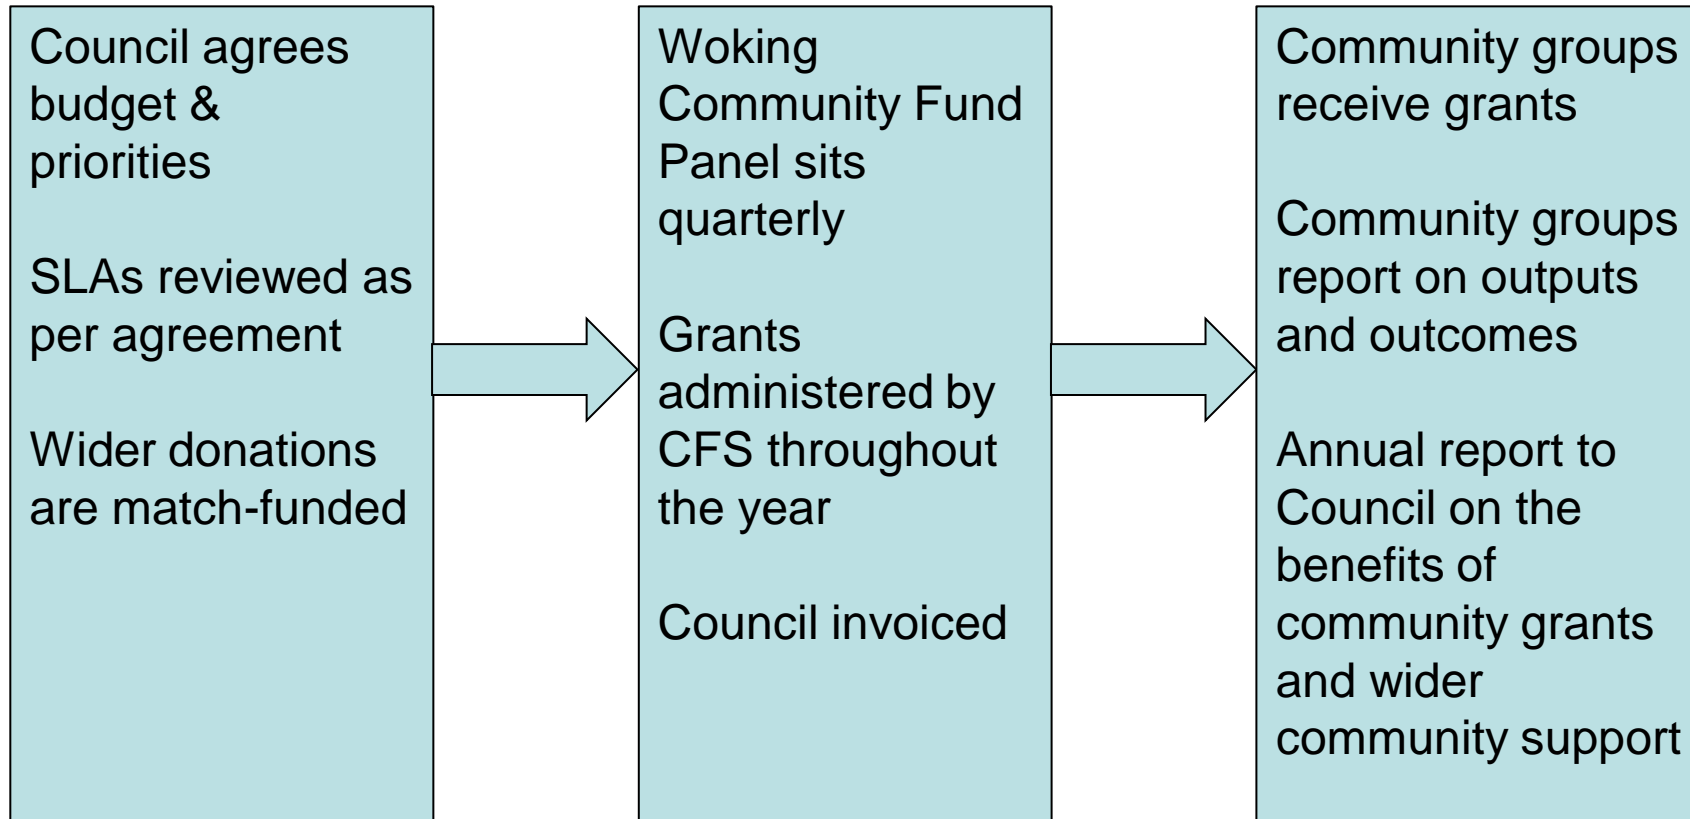 Council agrees
budget &
priorities
SLAs reviewed as
per agreement
Wider donations
are match-funded
Woking
Community Fund
Panel sits
quarterly
Grants
administered by
CFS throughout
the year
Council invoiced
Community groups
receive grants
Community groups
report on outputs
and outcomes
Annual report to
Council on the
benefits of
community grants
and wider
community support